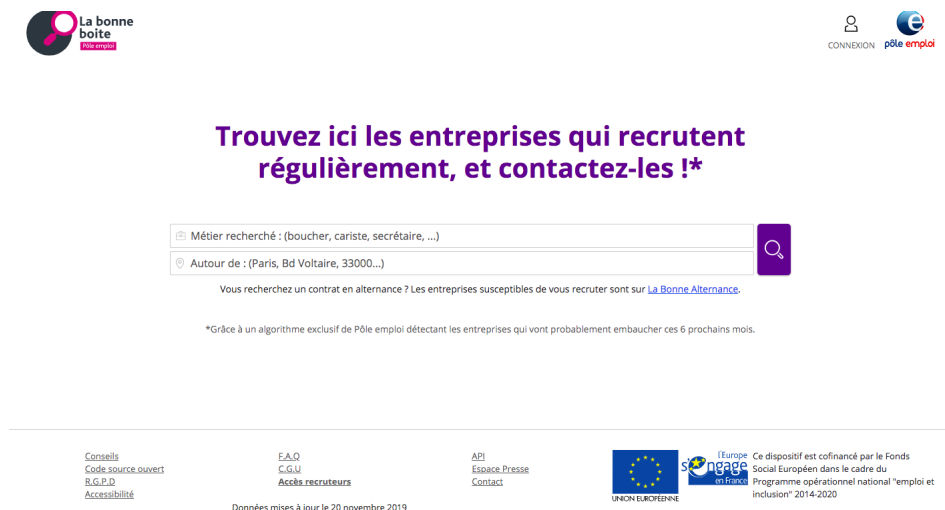 La bonne
boite
Pôle emploi
CONNEXION
pôle emploi
Trouvez ici les entreprises qui recrutent
régulièrement, et contactez-les !*
Métier recherché : (boucher, cariste, secrétaire, ...)
Autour de : (Paris, Bd Voltaire, 33000...)
Vous recherchez un contrat en alternance ? Les entreprises susceptibles de vous recruter sont sur La Bonne Alternance.
*Grâce à un algorithme exclusif de Pôle emploi détectant les entreprises qui vont probablement embaucher ces 6 prochains mois.
Conseils
Code source ouvert
R.G.P.D
Accessibilité
F.A.Q
C.G.U
Accès recruteurs
API
Espace Presse
Contact
UNION EUROPÉENNE
l'Europe
s'engage
en France
Ce dispositif est cofinancé par le Fonds
Social Européen dans le cadre du
Programme opérationnel national "emploi et
inclusion" 2014-2020
Données mises à jour le 20 novembre 2019